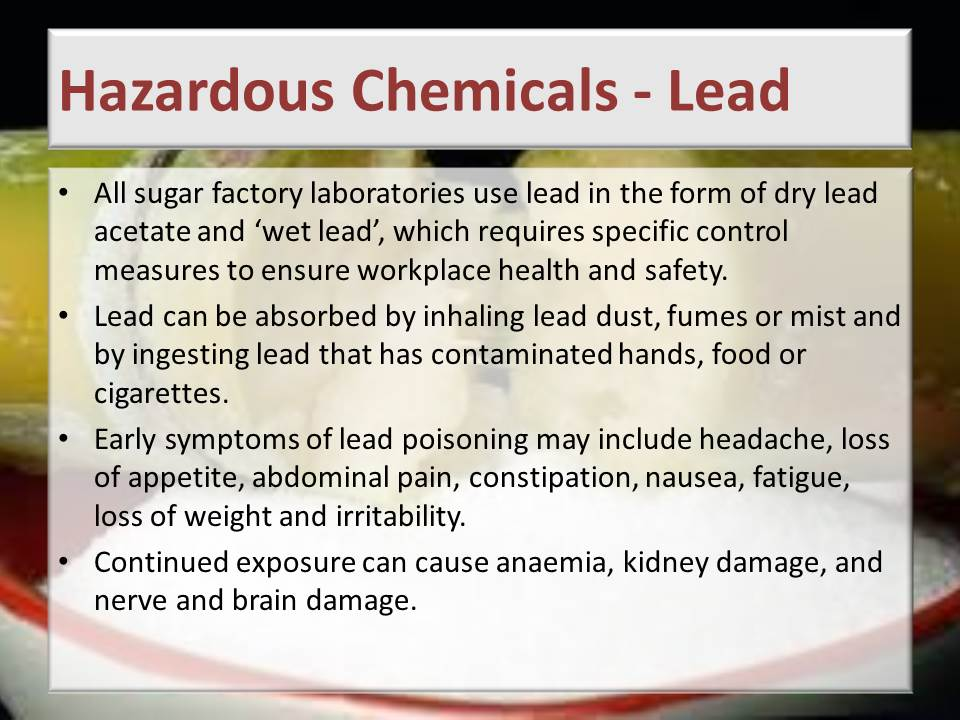 Hazardous Chemicals - Lead
• All sugar factory laboratories use lead in the form of dry lead
acetate and ‘wet lead’, which requires specific control
measures to ensure workplace health and safety.
• Lead can be absorbed by inhaling lead dust, fumes or mist and
by ingesting lead that has contaminated hands, food or
cigarettes.
• Early symptoms of lead poisoning may include headache, loss
of appetite, abdominal pain, constipation, nausea, fatigue,
loss of weight and irritability.
• Continued exposure can cause anaemia, kidney damage, and
nerve and brain damage.